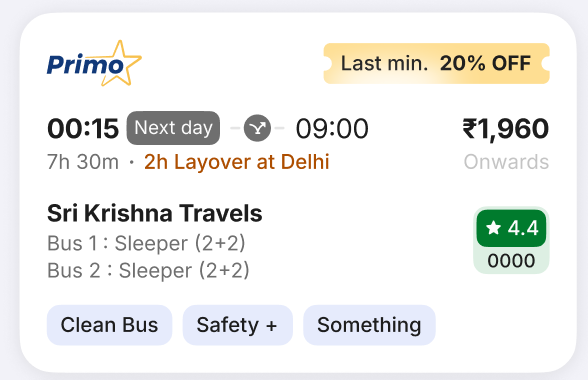 Primo
Last min. 20% OFF
00:15 Next day 09:00
₹1,960
7h 30m · 2h Layover at Delhi
Onwards
Sri Krishna Travels
Bus 1 : Sleeper (2+2)
Bus 2 : Sleeper (2+2)
★ 4.4
0000
Clean Bus
Safety +
Something